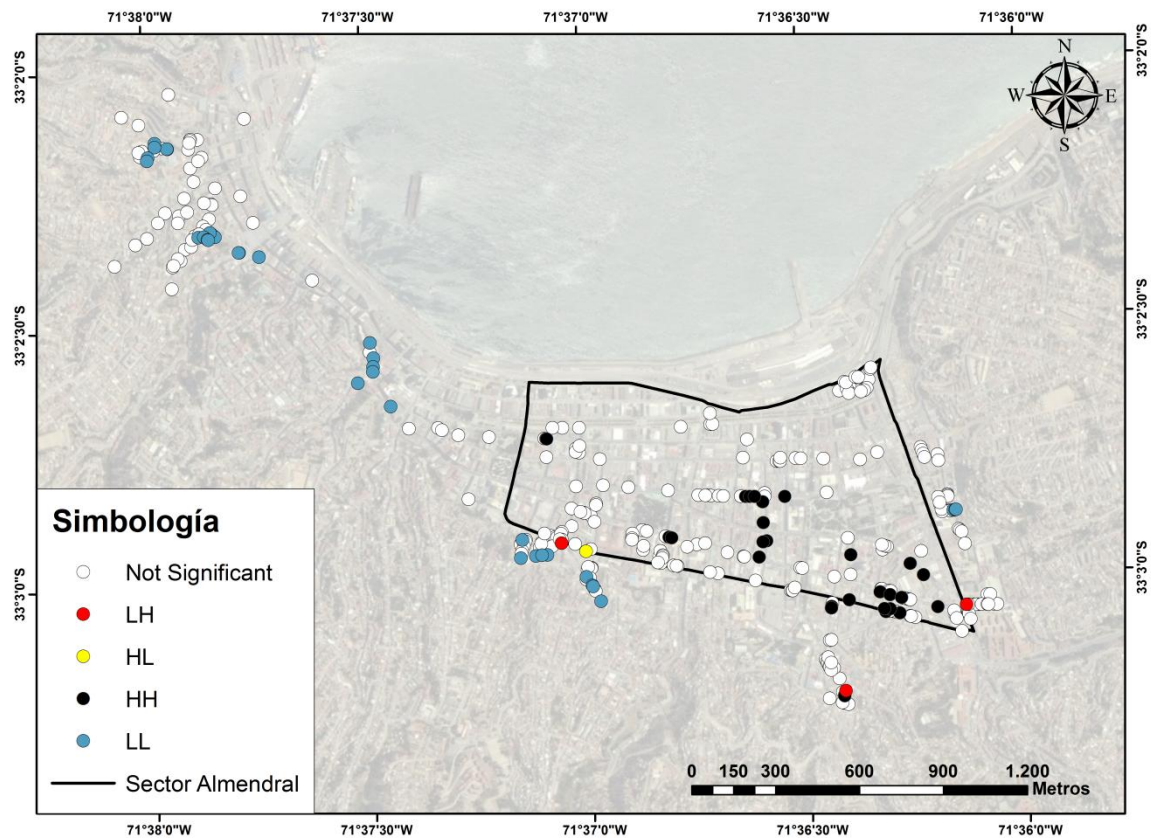 71°38'0"W 71°37'30"W 71°37'0"W 71°36'30"W 71°36'0"W
N
W E
S
33°2'0"S 33°2'0"S
33°2'30"S 33°2'30"S
33°3'0"S 33°3'0"S
Simbología
Not Significant
LH
HL
HH
LL
Sector Almendral
0 150 300 600 900 1.200
Metros
71°38'0"W 71°37'30"W 71°37'0"W 71°36'30"W 71°36'0"W